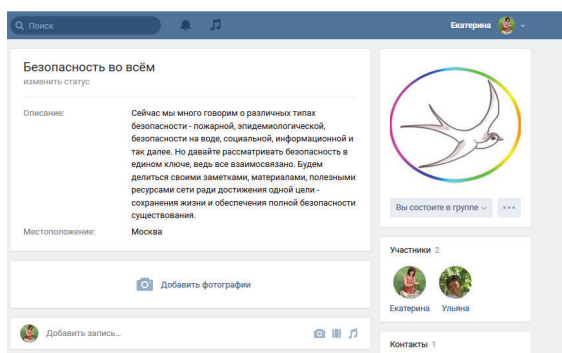 Поиск
Екатерина
Безопасность во всём
изменить статус
Описание:
Сейчас мы много говорим о различных типах
безопасности - пожарной, эпидемиологической,
безопасности на воде, социальной, информационной и
так далее. Но давайте рассматривать безопасность в
едином ключе, ведь все взаимосвязано. Будем
делиться своими заметками, материалами, полезными
ресурсами сети ради достижения одной цели -
сохранения жизни и обеспечения полной безопасности
существования.
Местоположение:
Москва
Добавить фотографии
Добавить запись...
Вы состоите в группе
Участники 2
Екатерина
Ульяна
Контакты 1